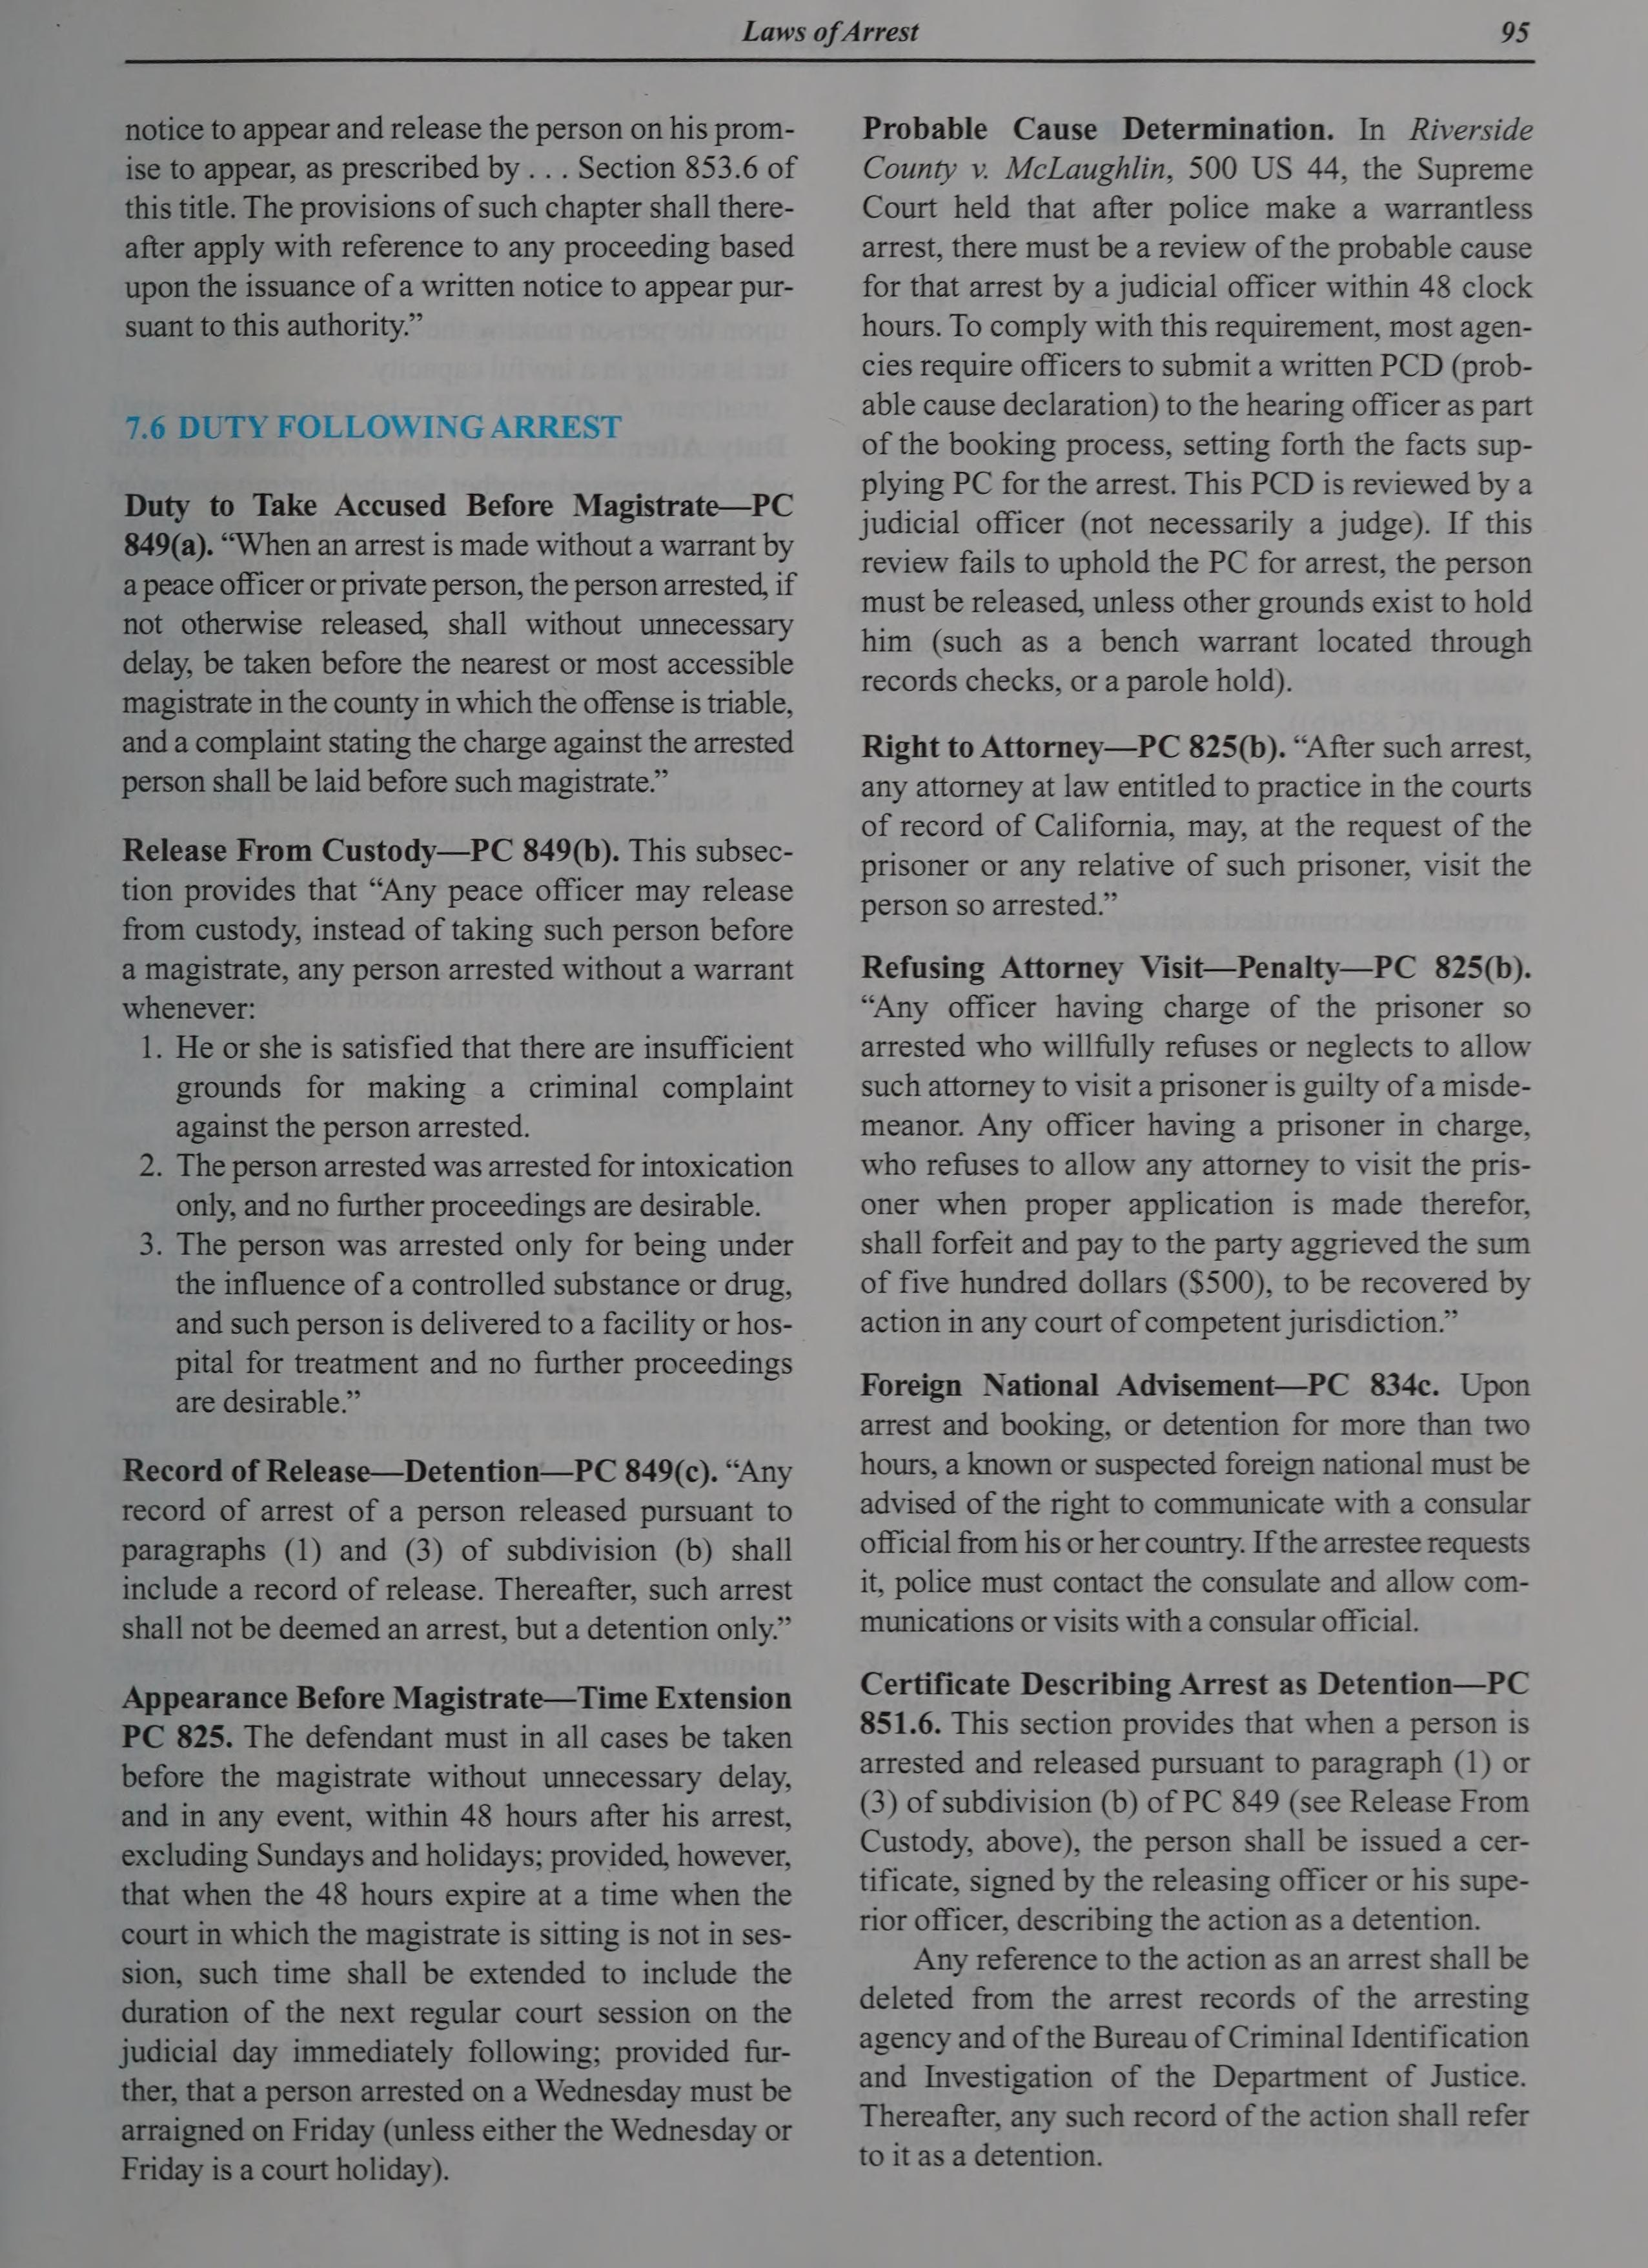 Laws of Arrest
95
notice to appear and release the person on his prom-
ise to appear, as prescribed by . . . Section 853.6 of
this title. The provisions of such chapter shall there-
after apply with reference to any proceeding based
upon the issuance of a written notice to appear pur-
suant to this authority.”
7.6 DUTY FOLLOWING ARREST
Duty to Take Accused Before Magistrate—PC
849(a). “When an arrest is made without a warrant by
a peace officer or private person, the person arrested, if
not otherwise released, shall without unnecessary
delay, be taken before the nearest or most accessible
magistrate in the county in which the offense is triable,
and a complaint stating the charge against the arrested
person shall be laid before such magistrate.”
Release From Custody—PC 849(b). This subsec-
tion provides that “Any peace officer may release
from custody, instead of taking such person before
a magistrate, any person arrested without a warrant
whenever:
1. He or she is satisfied that there are insufficient
grounds for making a criminal complaint
against the person arrested.
2. The person arrested was arrested for intoxication
only, and no further proceedings are desirable.
3. The person was arrested only for being under
the influence of a controlled substance or drug,
and such person is delivered to a facility or hos-
pital for treatment and no further proceedings
are desirable.”
Record of Release—Detention—PC 849(c). “Any
record of arrest of a person released pursuant to
paragraphs (1) and (3) of subdivision (b) shall
include a record of release. Thereafter, such arrest
shall not be deemed an arrest, but a detention only.”
Appearance Before Magistrate—Time Extension
PC 825. The defendant must in all cases be taken
before the magistrate without unnecessary delay,
and in any event, within 48 hours after his arrest,
excluding Sundays and holidays; provided, however,
that when the 48 hours expire at a time when the
court in which the magistrate is sitting is not in ses-
sion, such time shall be extended to include the
duration of the next regular court session on the
judicial day immediately following; provided fur-
ther, that a person arrested on a Wednesday must be
arraigned on Friday (unless either the Wednesday or
Friday is a court holiday).
Probable Cause Determination. In Riverside
County v. McLaughlin, 500 US 44, the Supreme
Court held that after police make a warrantless
arrest, there must be a review of the probable cause
for that arrest by a judicial officer within 48 clock
hours. To comply with this requirement, most agen-
cies require officers to submit a written PCD (prob-
able cause declaration) to the hearing officer as part
of the booking process, setting forth the facts sup-
plying PC for the arrest. This PCD is reviewed by a
judicial officer (not necessarily a judge). If this
review fails to uphold the PC for arrest, the person
must be released, unless other grounds exist to hold
him (such as a bench warrant located through
records checks, or a parole hold).
Right to Attorney—PC 825(b). “After such arrest,
any attorney at law entitled to practice in the courts
of record of California, may, at the request of the
prisoner or any relative of such prisoner, visit the
person so arrested.”
Refusing Attorney Visit—Penalty—PC 825(b).
“Any officer having charge of the prisoner so
arrested who willfully refuses or neglects to allow
such attorney to visit a prisoner is guilty of a misde-
meanor. Any officer having a prisoner in charge,
who refuses to allow any attorney to visit the pris-
oner when proper application is made therefor,
shall forfeit and pay to the party aggrieved the sum
of five hundred dollars ($500), to be recovered by
action in any court of competent jurisdiction.”
Foreign National Advisement—PC 834c. Upon
arrest and booking, or detention for more than two
hours, a known or suspected foreign national must be
advised of the right to communicate with a consular
official from his or her country. If the arrestee requests
it, police must contact the consulate and allow com-
munications or visits with a consular official.
Certificate Describing Arrest as Detention—PC
851.6. This section provides that when a person is
arrested and released pursuant to paragraph (1) or
(3) of subdivision (b) of PC 849 (see Release From
Custody, above), the person shall be issued a cer-
tificate, signed by the releasing officer or his supe-
rior officer, describing the action as a detention.
Any reference to the action as an arrest shall be
deleted from the arrest records of the arresting
agency and of the Bureau of Criminal Identification
and Investigation of the Department of Justice.
Thereafter, any such record of the action shall refer
to it as a detention.